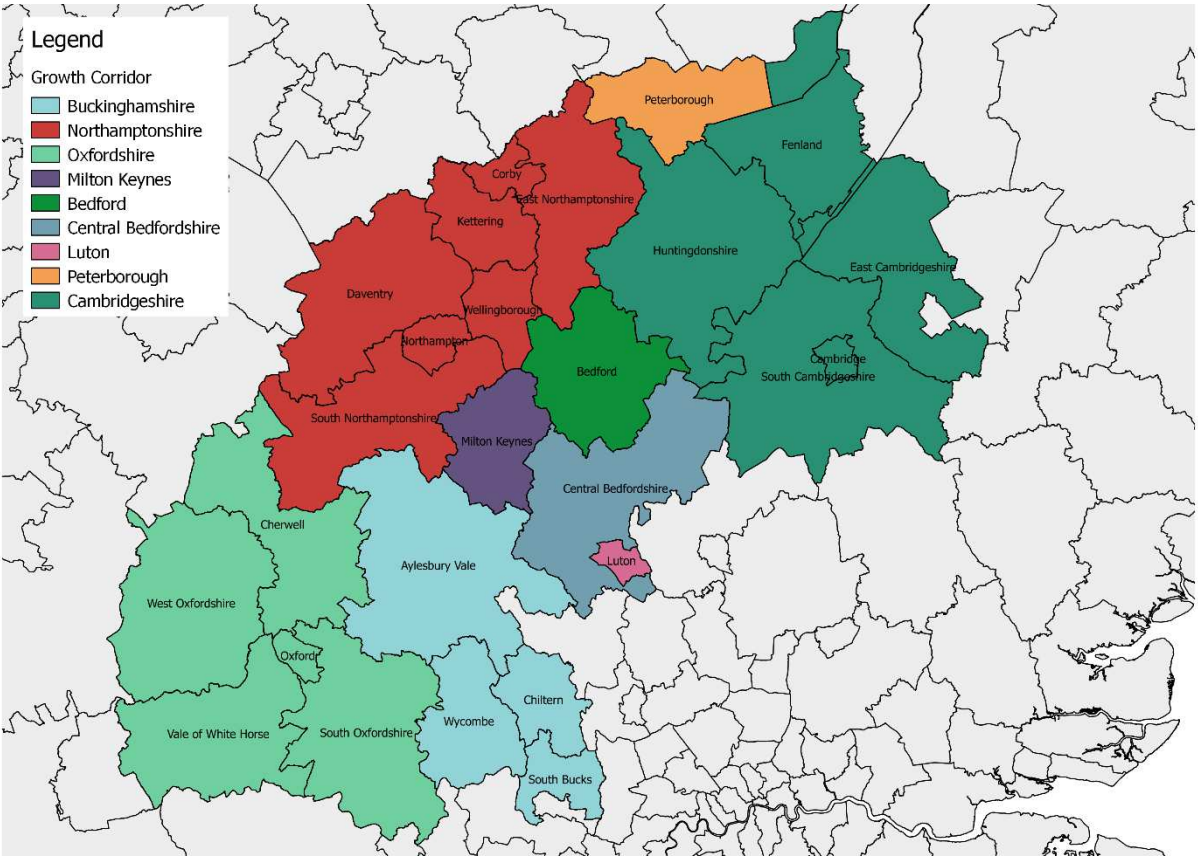 Legend
Growth Corridor
Buckinghamshire
Northamptonshire
Oxfordshire
Milton Keynes
Bedford
Central Bedfordshire
Luton
Peterborough
Cambridgeshire
Peterborough
Fenland
Corby
East Northamptonshire
Kettering
Huntingdonshire
East Cambridgeshire
Daventry
Wellingborough
Northampton
Cambridge
Bedford
South Cambridgeshire
South Northamptonshire
Milton Keynes
Central Bedfordshire
Cherwell
Luton
Aylesbury Vale
West Oxfordshire
Oxford
Chiltern
Wycombe
Vale of White Horse
South Oxfordshire
South Bucks